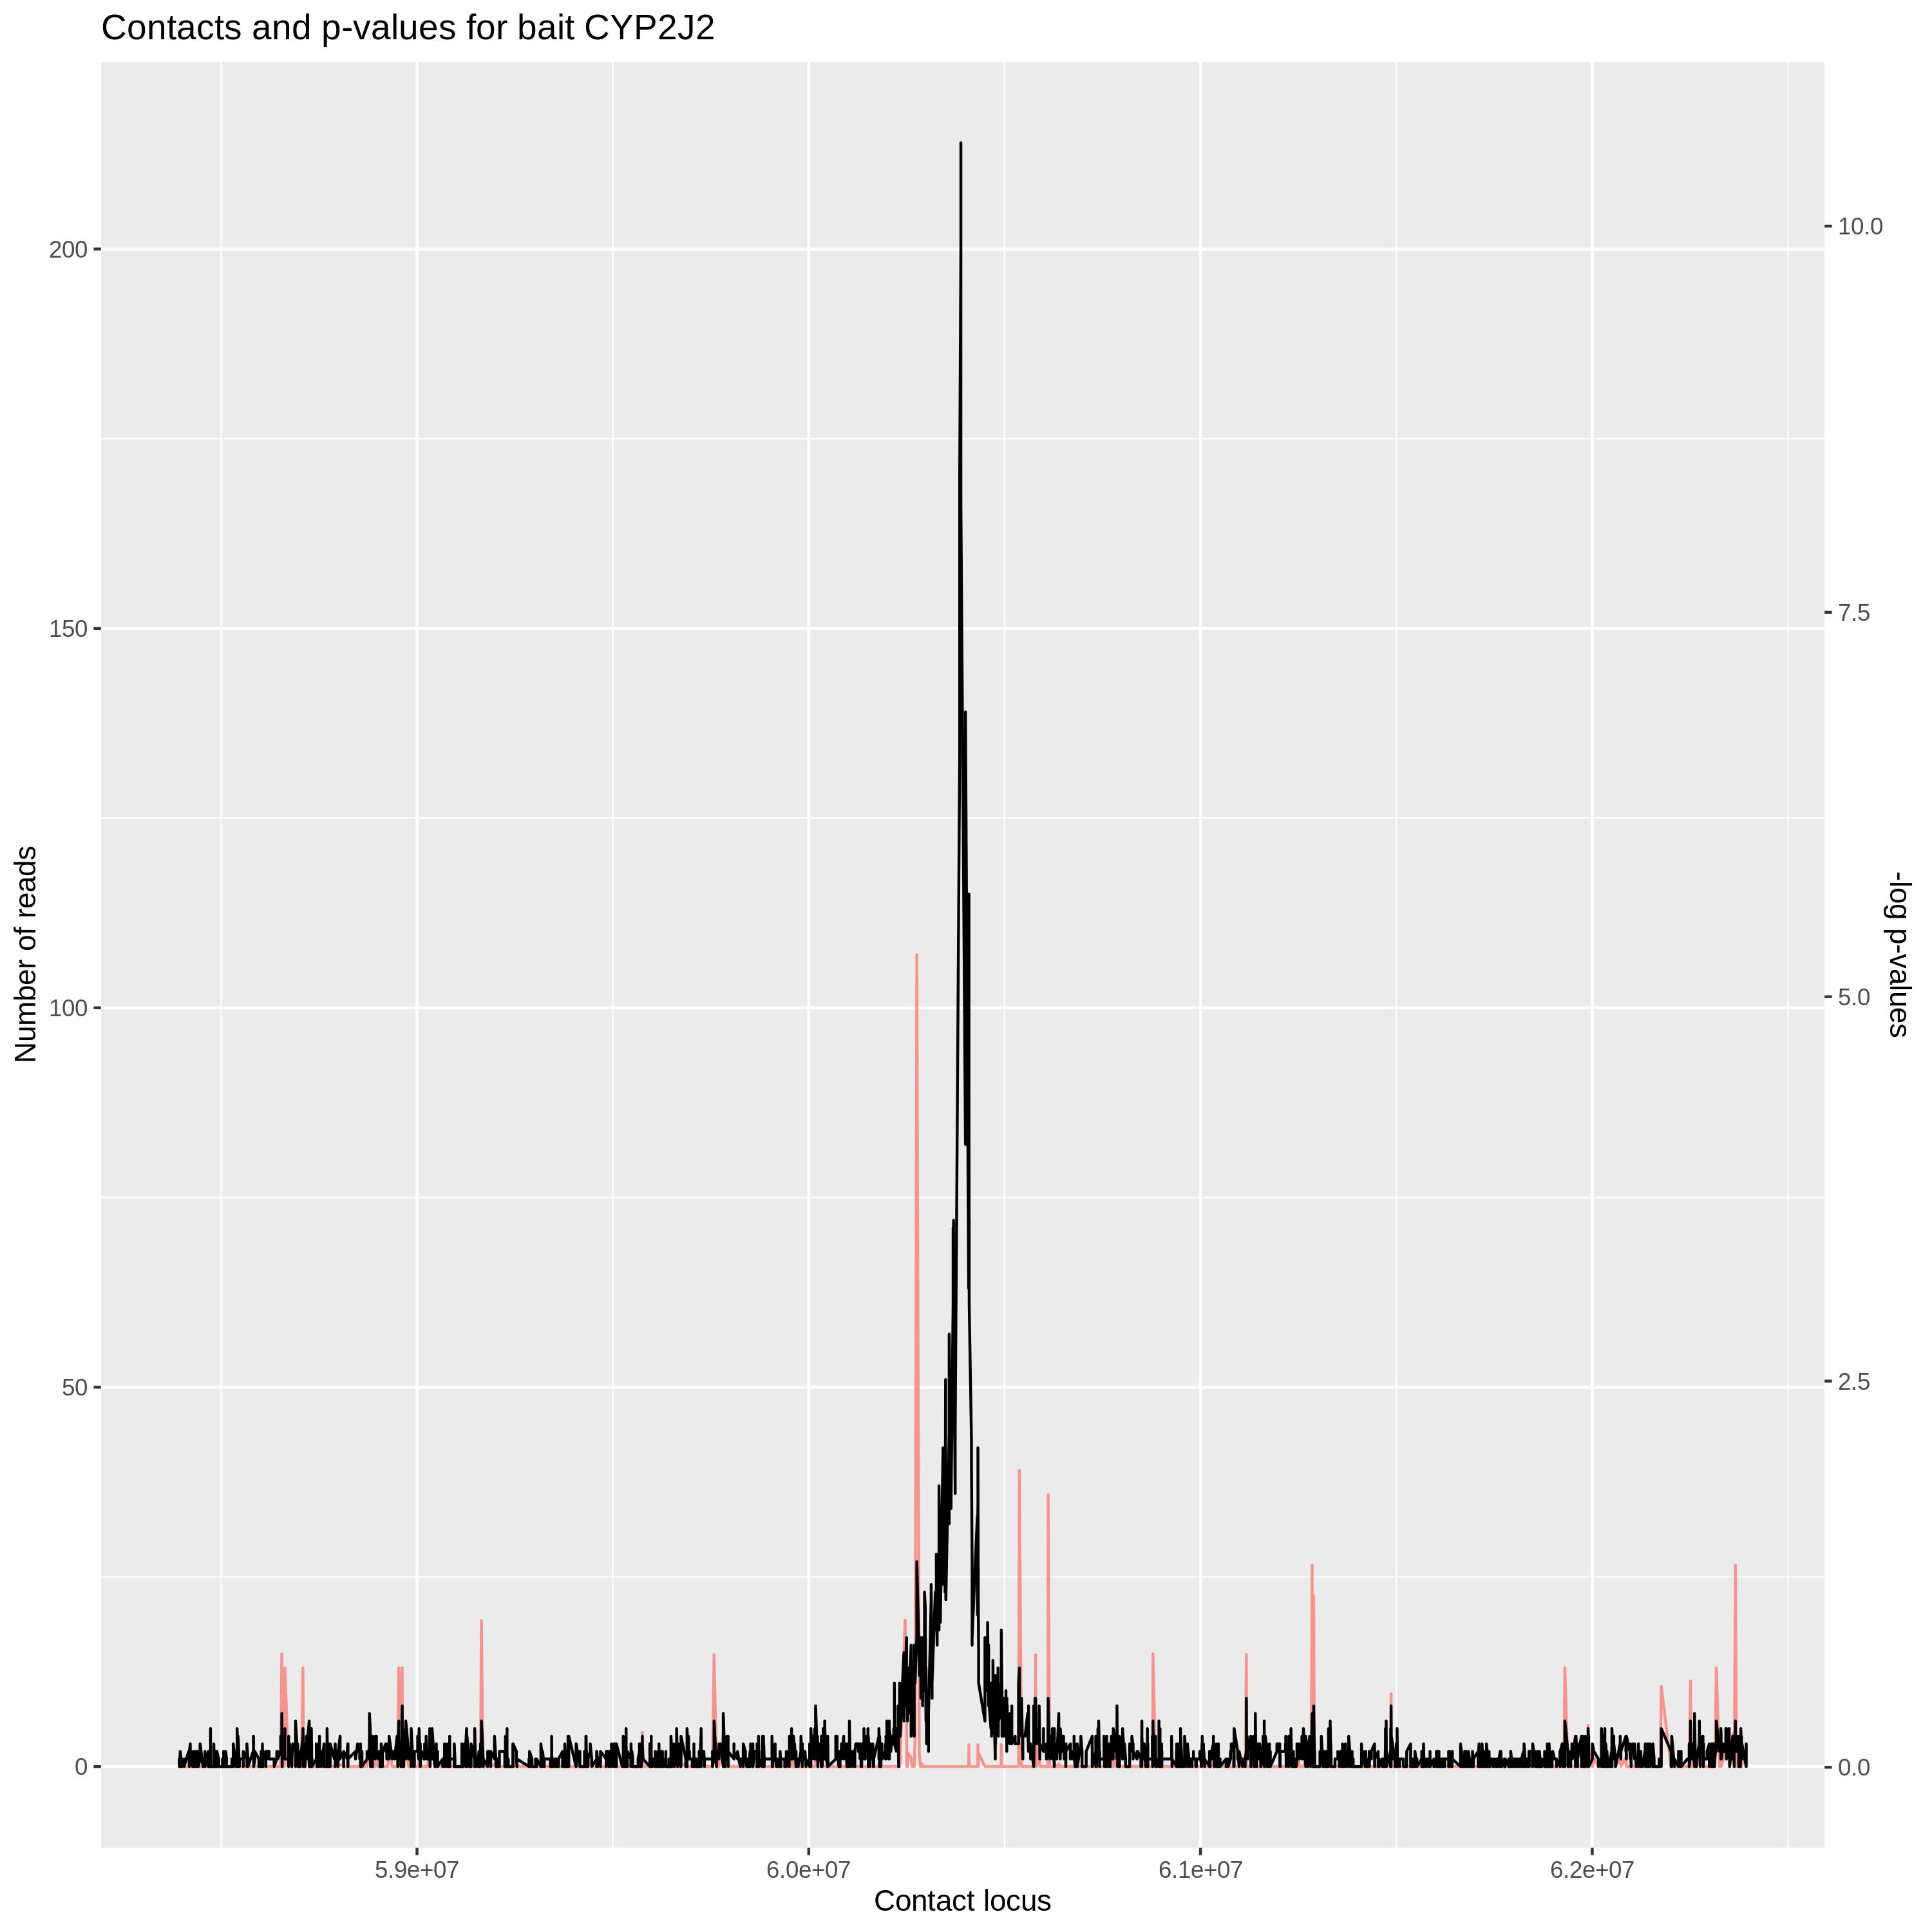 Contacts and p-values for bait CYP2J2
200
150
100
50
0
Number of reads
10.0
7.5
5.0
2.5
0.0
-log p-values
5.9e+07
6.0e+07
6.1e+07
6.2e+07
Contact locus